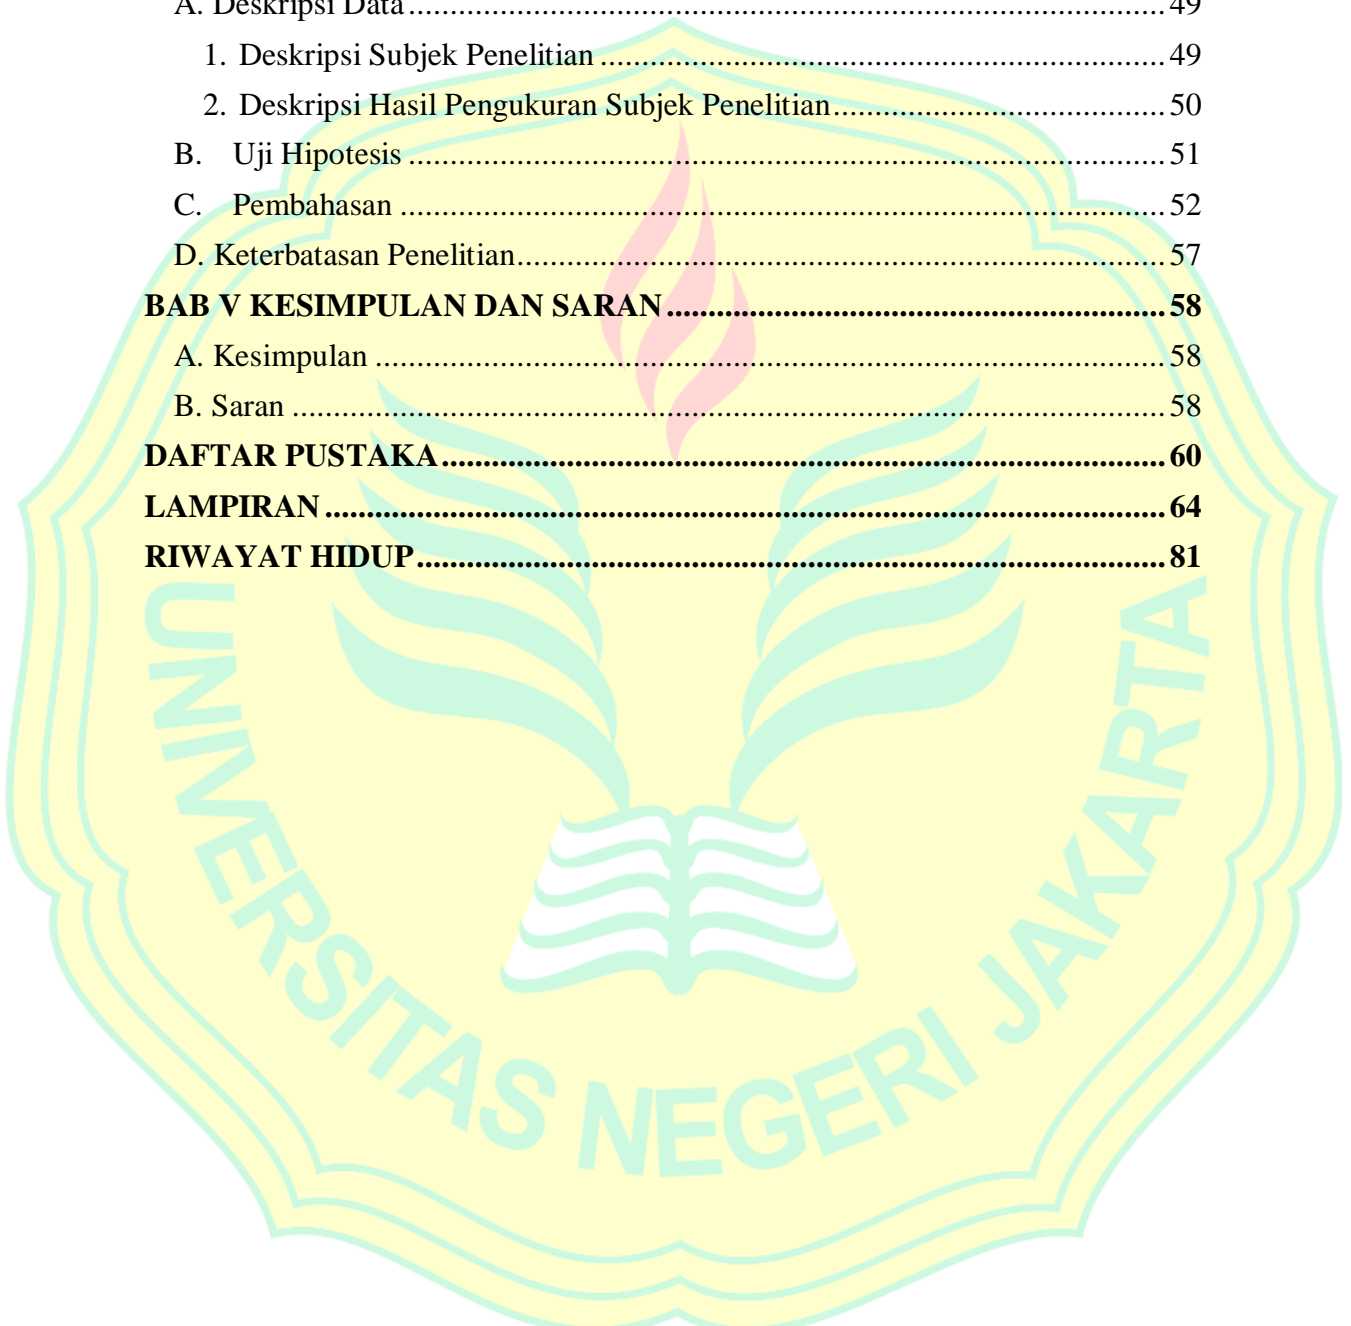 A. Deskripsi Data........................................................................................49
1. Deskripsi Subjek Penelitian....................................................................49
2. Deskripsi Hasil Pengukuran Subjek Penelitian........................................50
B. Uji Hipotesis............................................................................................51
C. Pembahasan.............................................................................................52
D. Keterbatasan Penelitian...............................................................................57
BAB V KESIMPULAN DAN SARAN.............................................................58
A. Kesimpulan................................................................................................58
B. Saran..........................................................................................................58
DAFTAR PUSTAKA........................................................................................60
LAMPIRAN......................................................................................................64
RIWAYAT HIDUP...........................................................................................81
UNIVERSITAS NEGERI JAKARTA